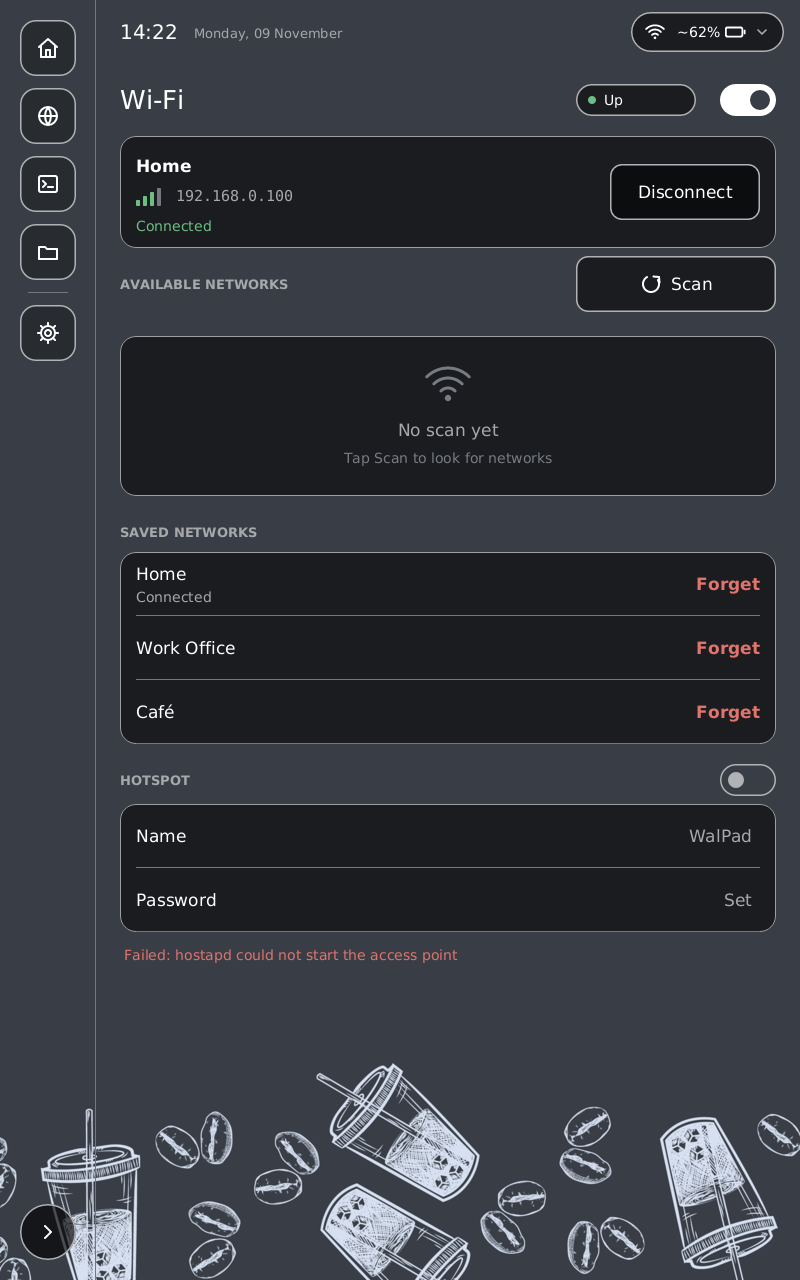 14:22 Monday, 09 November ~62%
Wi-Fi Up
Home
192.168.0.100 Disconnect
Connected
AVAILABLE NETWORKS Scan
No scan yet
Tap Scan to look for networks
SAVED NETWORKS
Home
Connected
Forget
Work Office Forget
Café Forget
HOTSPOT
Name WalPad
Password Set
Failed: hostapd could not start the access point